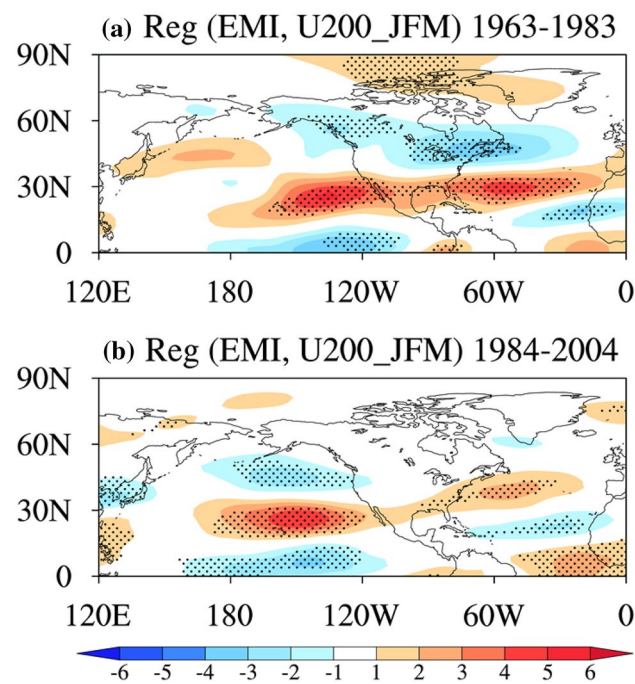 (a) Reg (EMI, U200_JFM) 1963-1983
90N
60N
30N
0
120E 180 120W 60W 0
(b) Reg (EMI, U200_JFM) 1984-2004
90N
60N
30N
0
120E 180 120W 60W 0
-6 -5 -4 -3 -2 -1 1 2 3 4 5 6